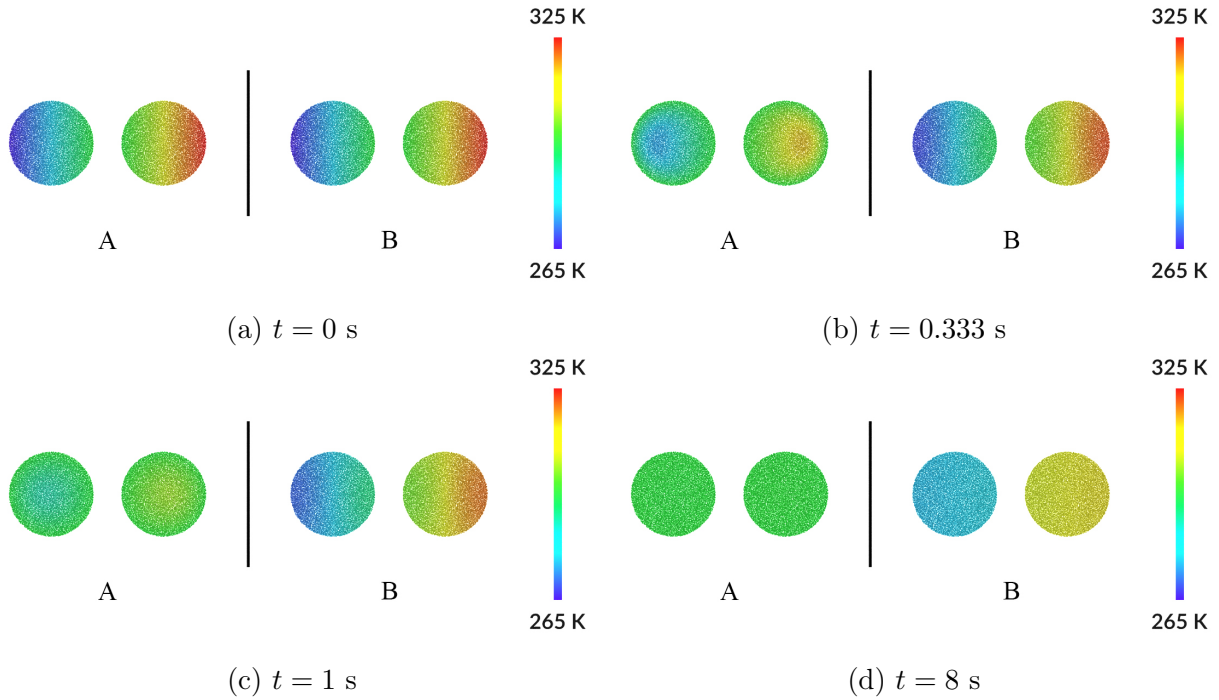 325 K
A
B
265 K
(a) t = 0 s
325 K
A
B
265 K
(b) t = 0.333 s
325 K
A
B
265 K
(c) t = 1 s
325 K
A
B
265 K
(d) t = 8 s